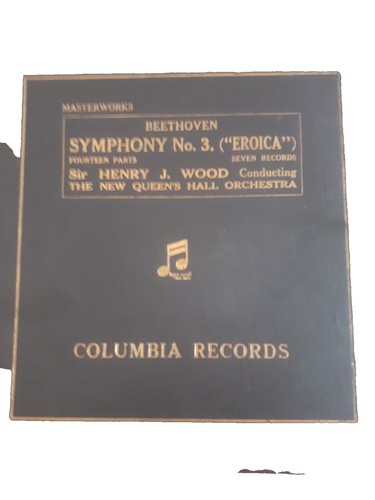 MASTERWORKS
BEETHOVEN
SYMPHONY No. 3. ("EROICA")
FOURTEEN PARTS SEVEN RECORDS
Sir HENRY J. WOOD Conducting
THE NEW QUEEN'S HALL ORCHESTRA
COLUMBIA RECORDS